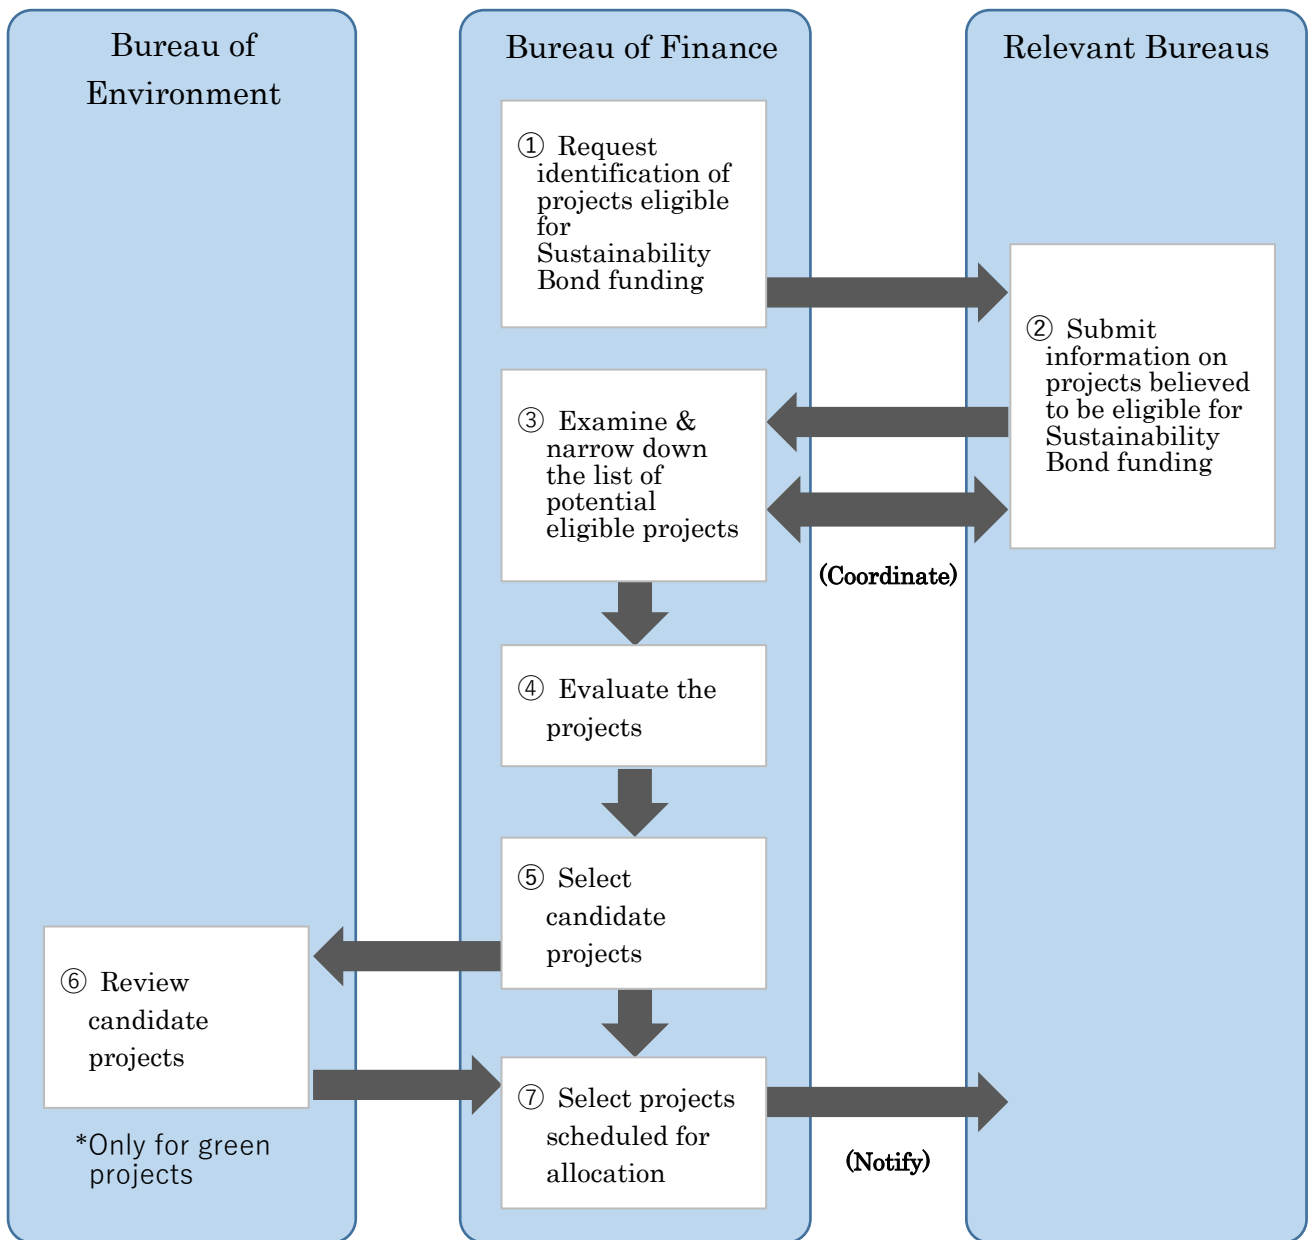 Bureau of
Environment
Bureau of Finance
Relevant Bureaus
① Request
identification of
projects eligible
for
Sustainability
Bond funding
② Submit
information on
projects believed
to be eligible for
Sustainability
Bond funding
③ Examine &
narrow down
the list of
potential
eligible projects
(Coordinate)
④ Evaluate the
projects
⑤ Select
candidate
projects
⑥ Review
candidate
projects
*Only for green
projects
⑦ Select projects
scheduled for
allocation
(Notify)